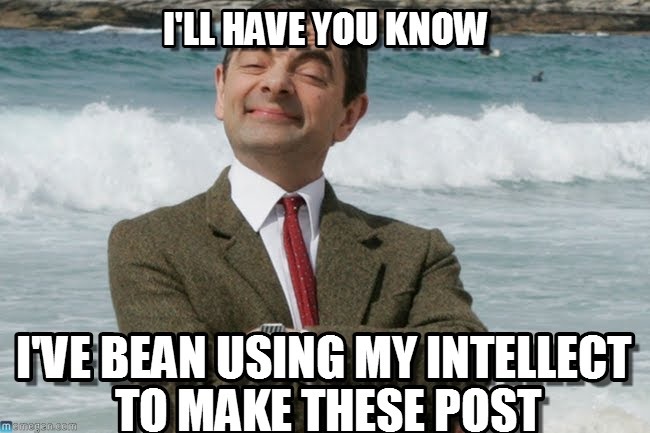 I'LL HAVE YOU KNOW
I'VE BEAN USING MY INTELLECT
TO MAKE THESE POST
memegen.com